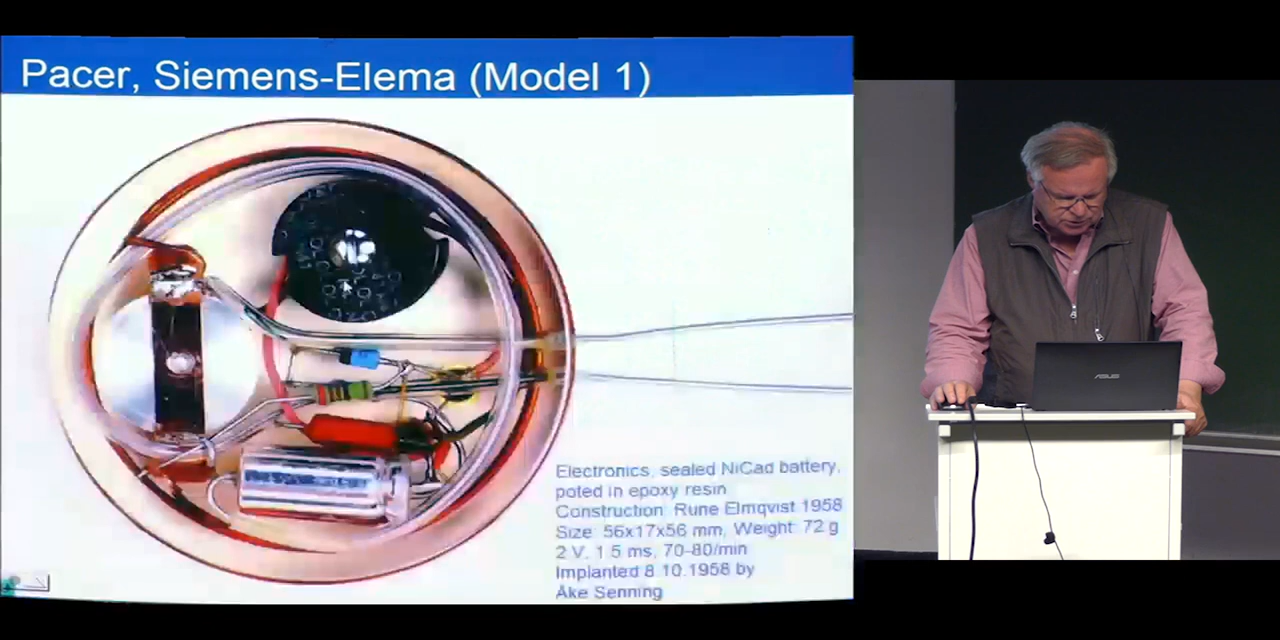 Pacer, Siemens-Elema (Model 1)
Electronics, sealed NiCad battery,
poted in epoxy resin
Construction: Rune Elmqvist 1958
Size: 56x17x56 mm, Weight: 72 g
2 V, 1.5 ms, 70-80/min
Implanted 8.10.1958 by
Åke Senning
ASUS